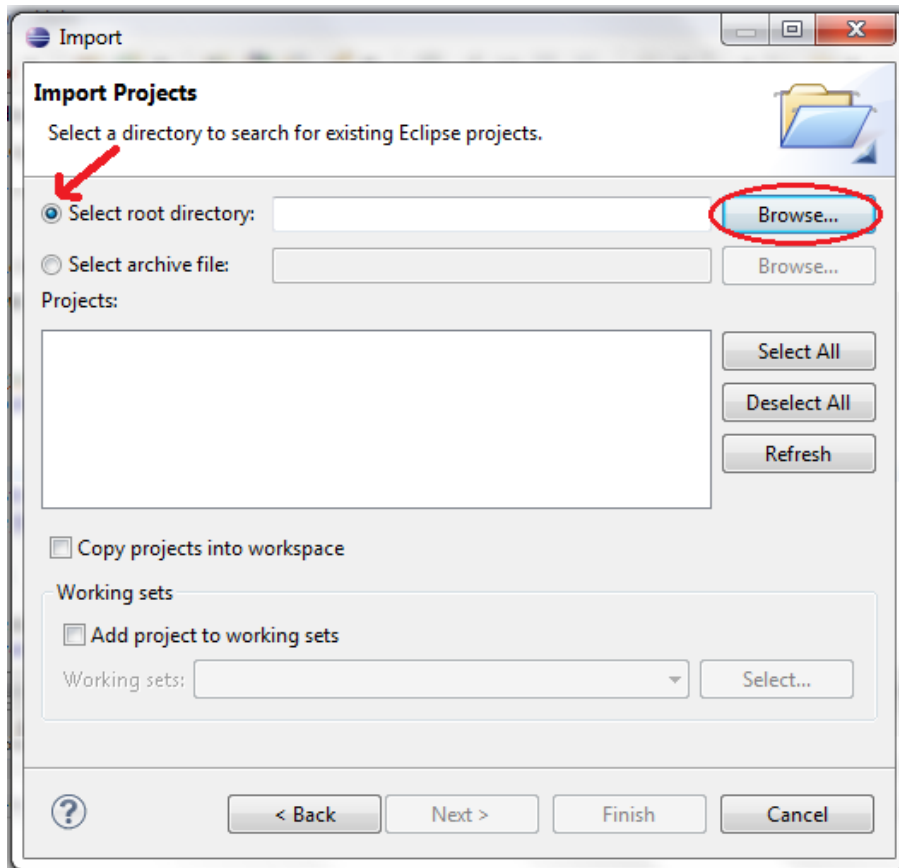 Import
Import Projects
Select a directory to search for existing Eclipse projects.
Select root directory:
Browse...
Select archive file:
Browse...
Projects:
Select All
Deselect All
Refresh
Copy projects into workspace
Working sets
Add project to working sets
Working sets:
Select...
?
< Back
Next >
Finish
Cancel